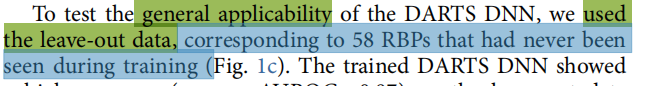 To test the general applicability of the DARTS DNN, we used
the leave-out data, corresponding to 58 RBPs that had never been
seen during training (Fig. 1c). The trained DARTS DNN showed